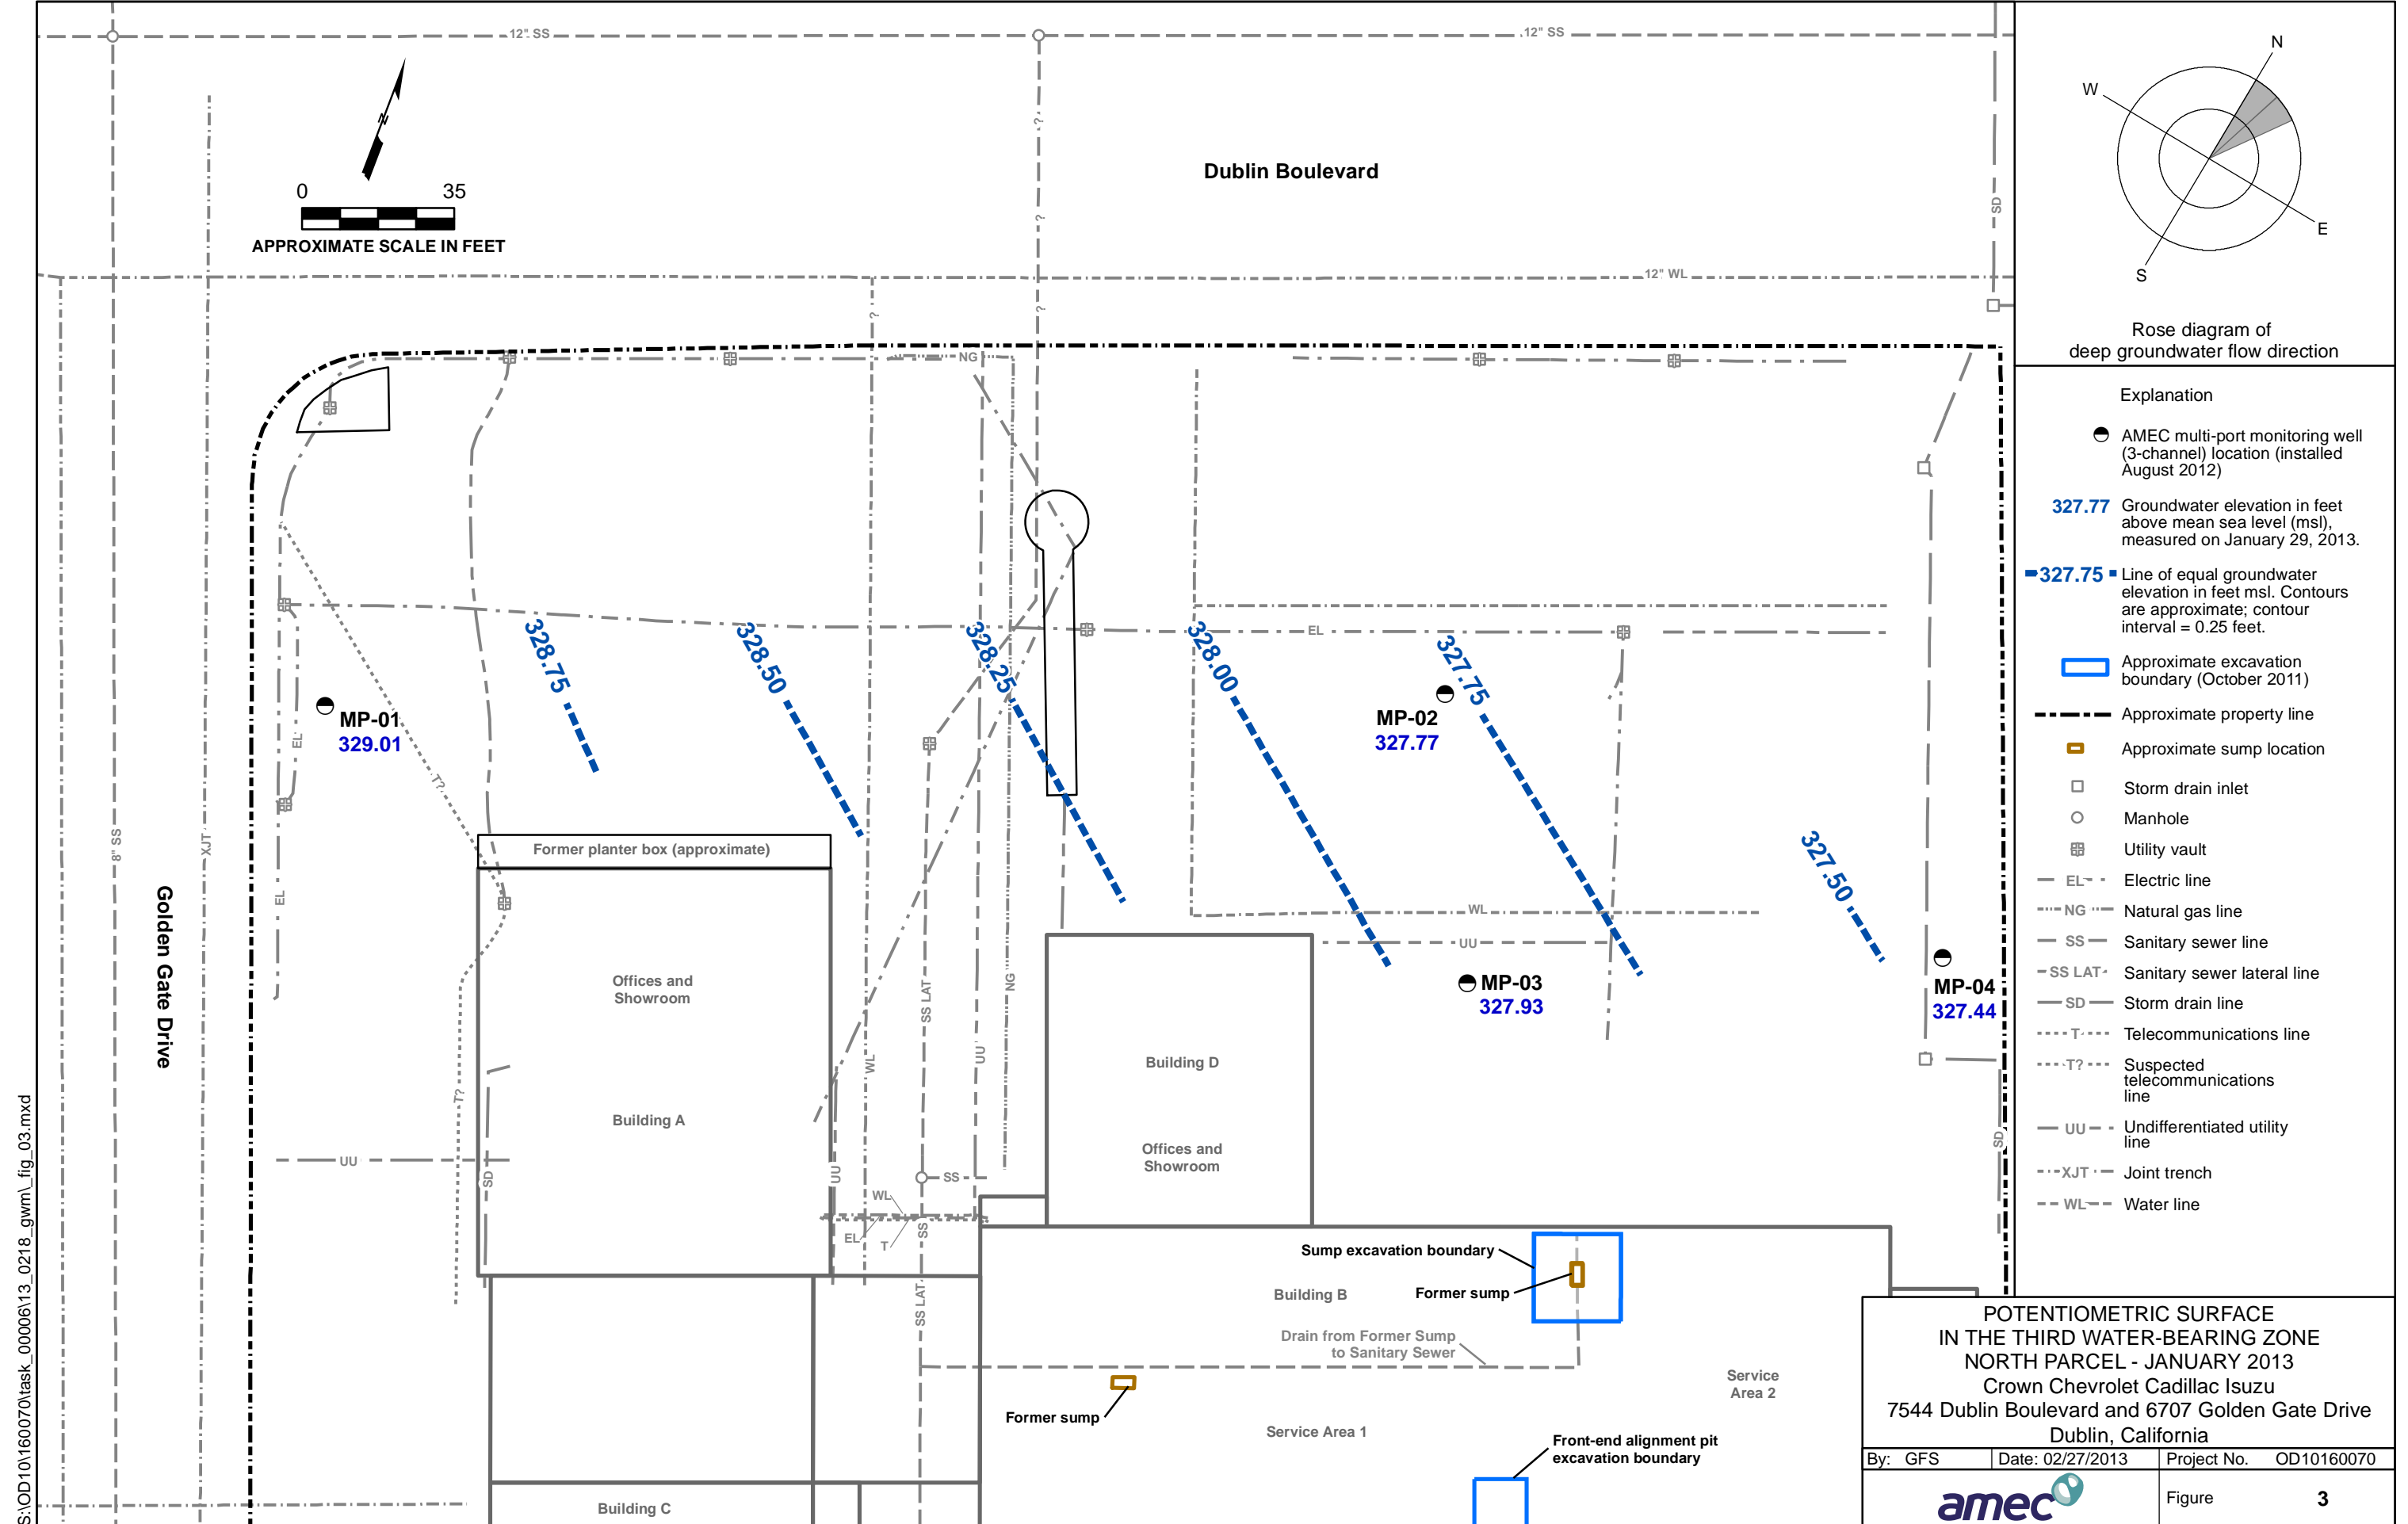 12" SS
12" SS
N
0 35
APPROXIMATE SCALE IN FEET
Dublin Boulevard
?
?
?
?
SD
12" WL
NG
N
W
E
S
Rose diagram of
deep groundwater flow direction
Explanation
AMEC multi-port monitoring well
(3-channel) location (installed
August 2012)
327.77 Groundwater elevation in feet
above mean sea level (msl),
measured on January 29, 2013.
327.75 Line of equal groundwater
elevation in feet msl. Contours
are approximate; contour
interval = 0.25 feet.
Approximate excavation
boundary (October 2011)
Approximate property line
Approximate sump location
Storm drain inlet
Manhole
Utility vault
EL Electric line
NG Natural gas line
SS Sanitary sewer line
SS LAT Sanitary sewer lateral line
SD Storm drain line
T Telecommunications line
T? Suspected
telecommunications
line
UU Undifferentiated utility
line
XJT Joint trench
WL Water line
EL
328.75
328.50
328.25
328.00
327.75
327.50
MP-01
329.01
MP-02
327.77
MP-03
327.93
MP-04
327.44
EL
EL
T?
8" SS
XJT
Golden Gate Drive
Former planter box (approximate)
Offices and
Showroom
Building A
T?
SD
UU
UU
WL
SS LAT
UU
NG
WL
UU
SS
WL
EL
T
SS
SS LAT
Building D
Offices and
Showroom
SD
Sump excavation boundary
Building B
Former sump
Drain from Former Sump
to Sanitary Sewer
Former sump
Service Area 1
Service
Area 2
Front-end alignment pit
excavation boundary
Building C
S:\OD10\160070\task_00006\13_0218_gwm\_fig_03.mxd
POTENTIOMETRIC SURFACE
IN THE THIRD WATER-BEARING ZONE
NORTH PARCEL - JANUARY 2013
Crown Chevrolet Cadillac Isuzu
7544 Dublin Boulevard and 6707 Golden Gate Drive
Dublin, California
By: GFS Date: 02/27/2013 Project No. OD10160070
amec Figure 3